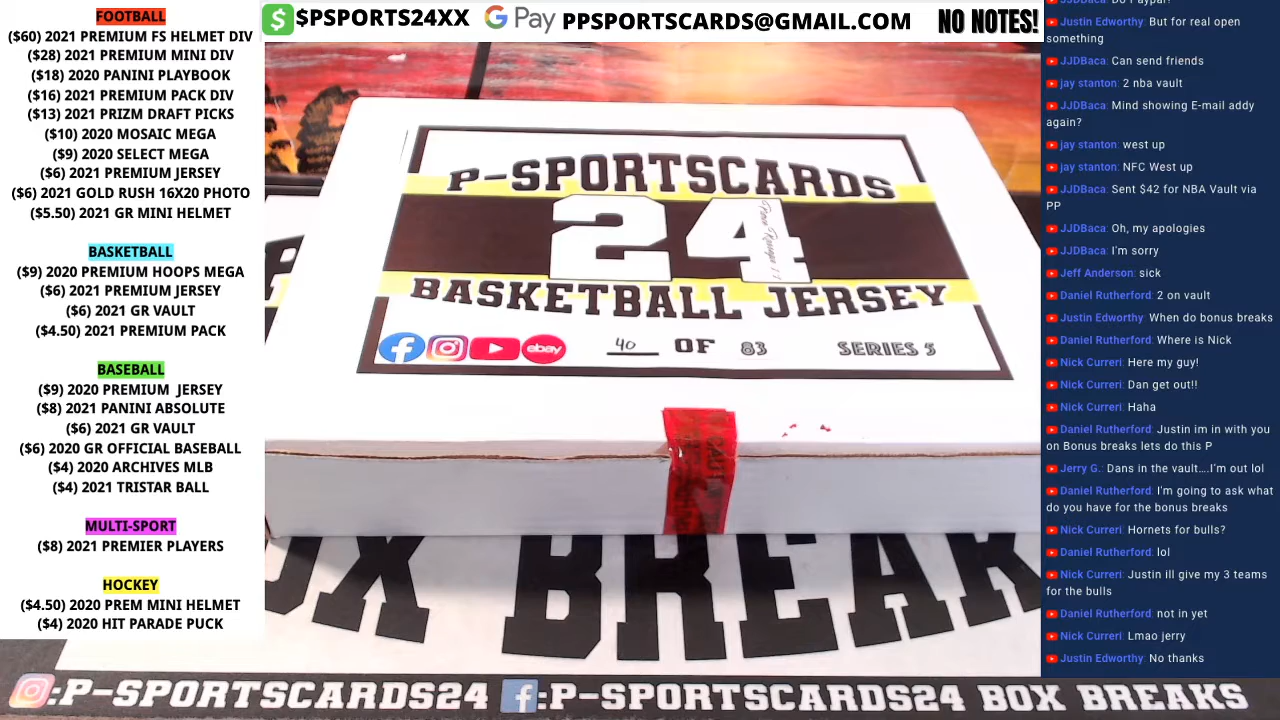 FOOTBALL
($60) 2021 PREMIUM FS HELMET DIV
($28) 2021 PREMIUM MINI DIV
($18) 2020 PANINI PLAYBOOK
($16) 2021 PREMIUM PACK DIV
($13) 2021 PRIZM DRAFT PICKS
($10) 2020 MOSAIC MEGA
($9) 2020 SELECT MEGA
($6) 2021 PREMIUM JERSEY
($6) 2021 GOLD RUSH 16X20 PHOTO
($5.50) 2021 GR MINI HELMET
BASKETBALL
($9) 2020 PREMIUM HOOPS MEGA
($6) 2021 PREMIUM JERSEY
($6) 2021 GR VAULT
($4.50) 2021 PREMIUM PACK
BASEBALL
($9) 2020 PREMIUM JERSEY
($8) 2021 PANINI ABSOLUTE
($6) 2021 GR VAULT
($6) 2020 GR OFFICIAL BASEBALL
($4) 2020 ARCHIVES MLB
($4) 2021 TRISTAR BALL
MULTI-SPORT
($8) 2021 PREMIER PLAYERS
HOCKEY
($4.50) 2020 PREM MINI HELMET
($4) 2020 HIT PARADE PUCK
$PSPORTS24XX G Pay PPSPORTSCARDS@GMAIL.COM NO NOTES!
P-SPORTSCARDS
24
BASKETBALL JERSEY
ebay 40 OF 83 SERIES 5
BOX BREAK
:P-SPORTSCARDS24 f:P-SPORTSCARDS24 BOX BREAKS
Justin Edworthy: But for real open
something
JJDBaca: Can send friends
jay stanton: 2 nba vault
JJDBaca: Mind showing E-mail addy
again?
jay stanton: west up
jay stanton: NFC West up
JJDBaca: Sent $42 for NBA Vault via
PP
JJDBaca: Oh, my apologies
JJDBaca: I'm sorry
Jeff Anderson: sick
Daniel Rutherford: 2 on vault
Justin Edworthy: When do bonus breaks
Daniel Rutherford: Where is Nick
Nick Curreri: Here my guy!
Nick Curreri: Dan get out!!
Nick Curreri: Haha
Daniel Rutherford: Justin im in with you
on Bonus breaks lets do this P
Jerry G.: Dans in the vault....I'm out lol
Daniel Rutherford: I'm going to ask what
do you have for the bonus breaks
Nick Curreri: Hornets for bulls?
Daniel Rutherford: lol
Nick Curreri: Justin ill give my 3 teams
for the bulls
Daniel Rutherford: not in yet
Nick Curreri: Lmao jerry
Justin Edworthy: No thanks